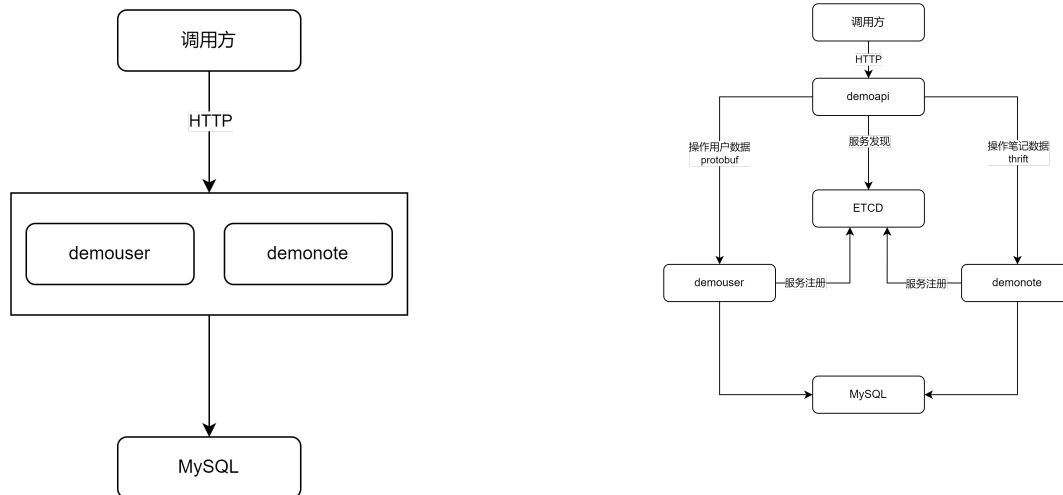 调用方
HTTP
demouser
demonote
MySQL
调用方
HTTP
demoapi
操作用户数据
protobuf
服务发现
操作笔记数据
thrift
ETCD
demouser
服务注册
服务注册
demonote
MySQL